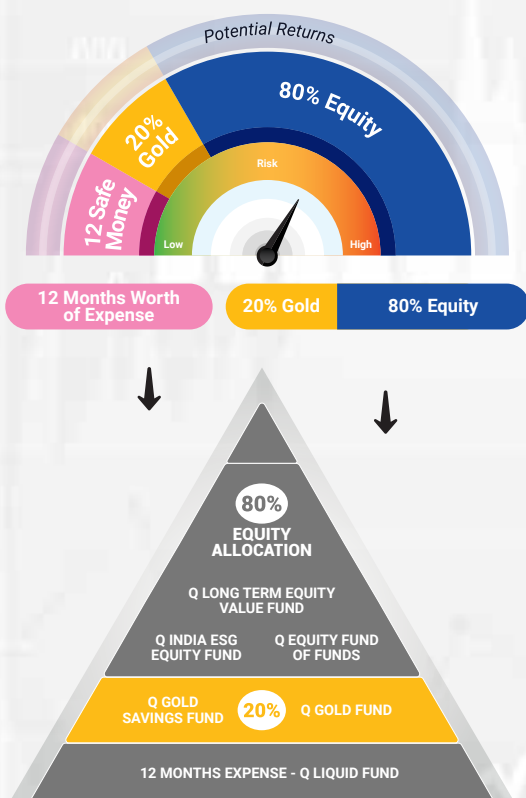 Potential Returns
80% Equity
20%
Gold
12 Safe
Money
Risk
Low
High
12 Months Worth
of Expense
20% Gold
80% Equity
80%
EQUITY
ALLOCATION
Q LONG TERM EQUITY
VALUE FUND
Q INDIA ESG
EQUITY FUND
Q EQUITY FUND
OF FUNDS
Q GOLD
SAVINGS FUND
20%
Q GOLD FUND
12 MONTHS EXPENSE - Q LIQUID FUND